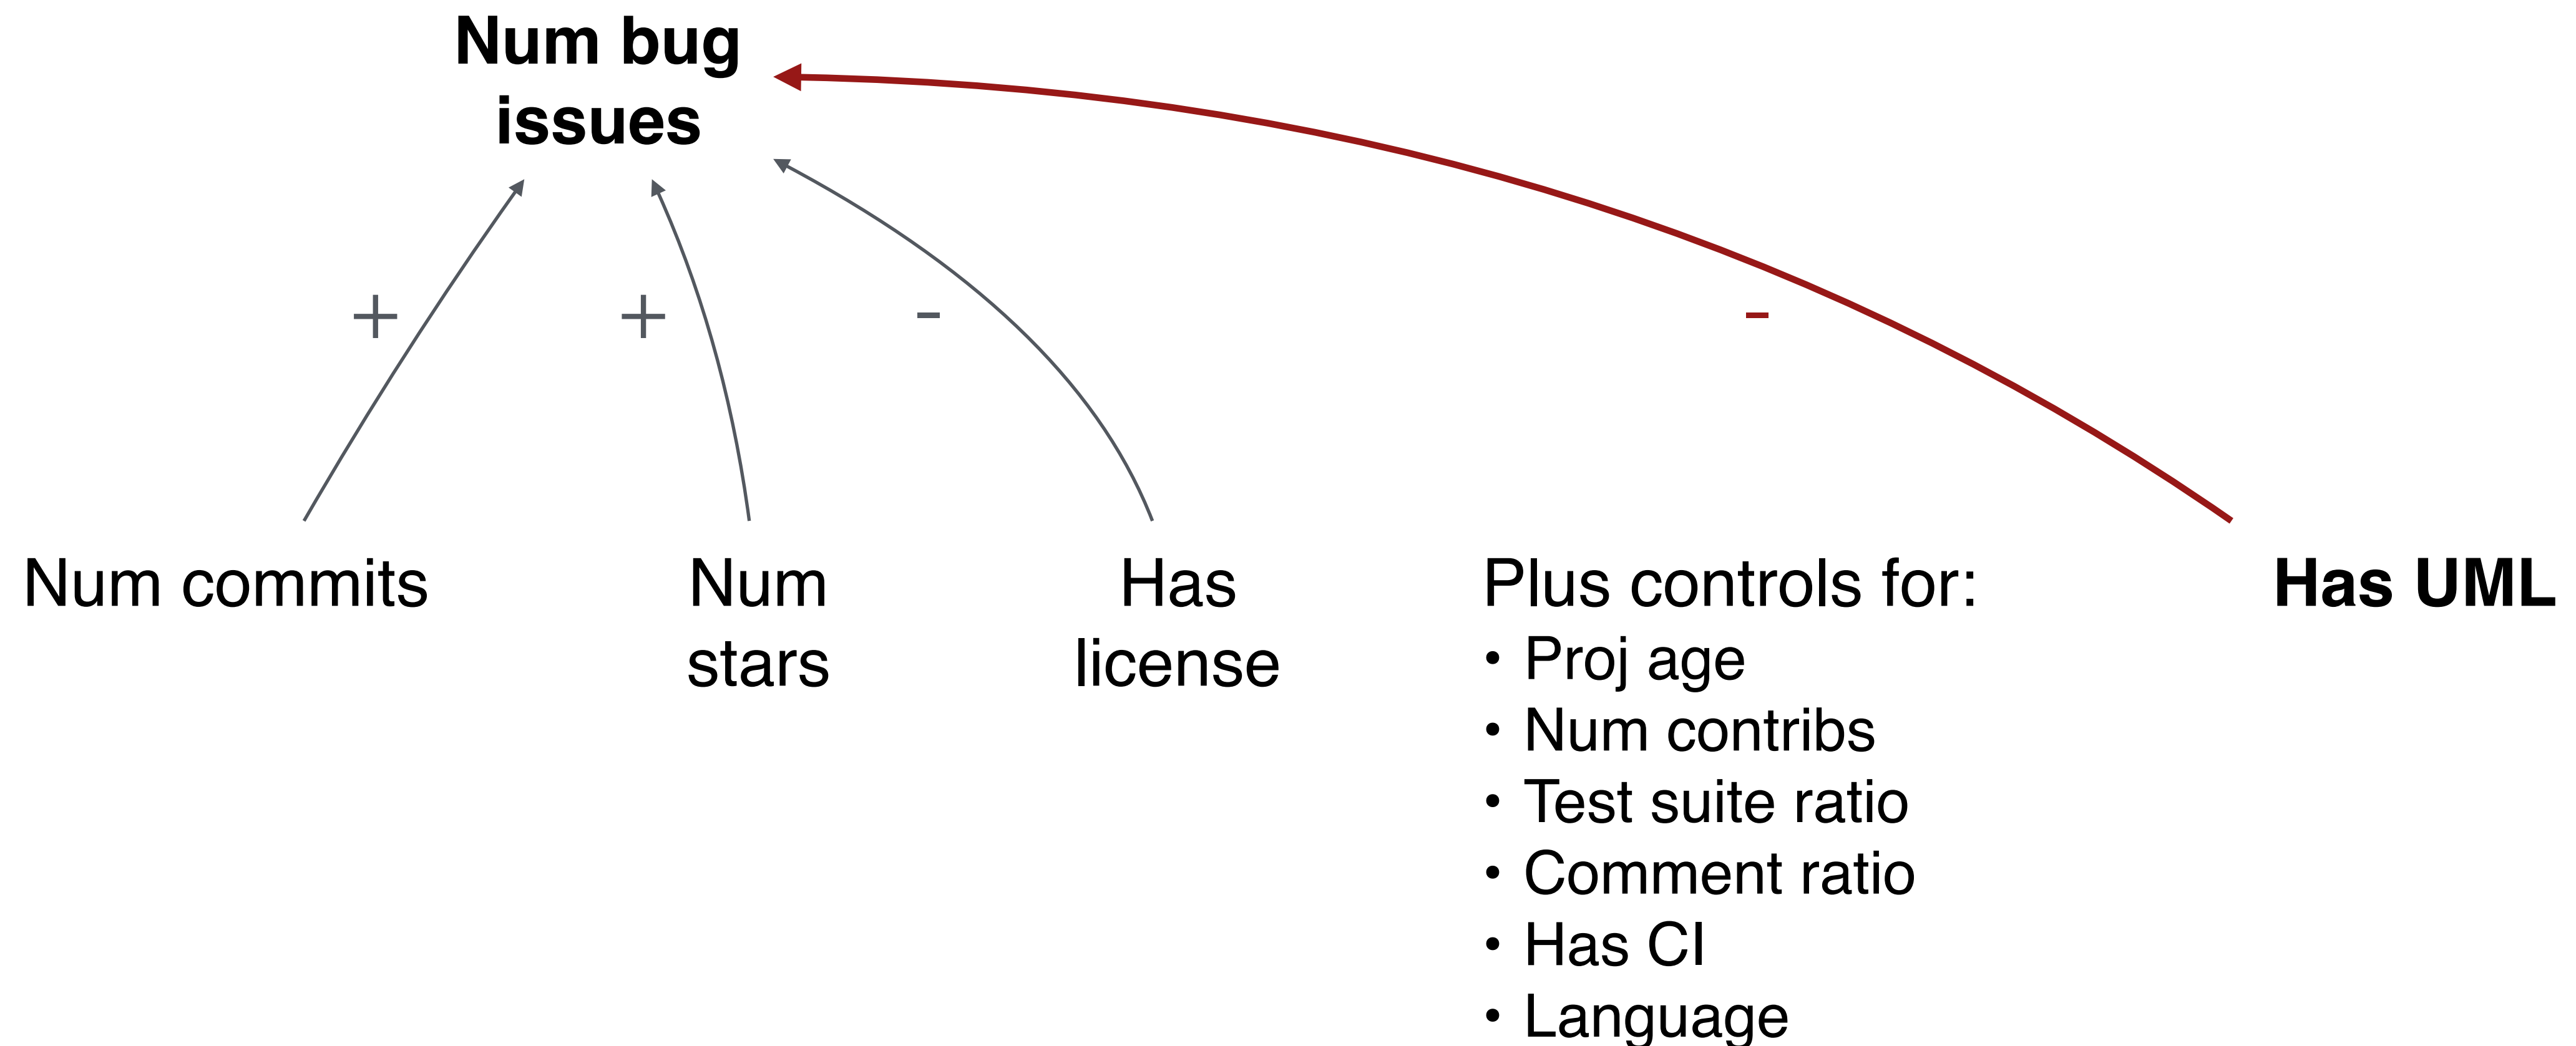 Num bug
issues
+
+
-
-
Num commits
Num
stars
Has
license
Plus controls for:
• Proj age
• Num contribs
• Test suite ratio
• Comment ratio
• Has CI
• Language
Has UML